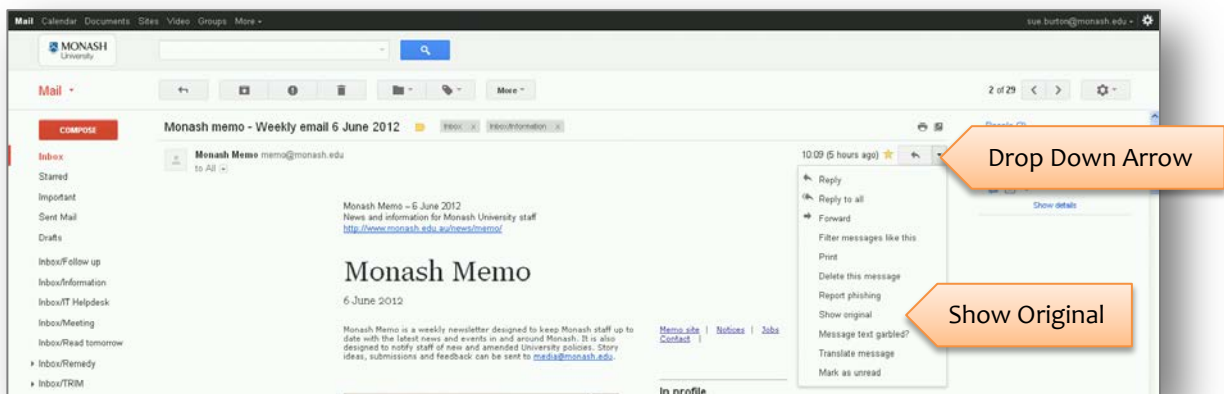 Mail Calendar Documents Sites Video Groups More
sue.burton@monash.edu
MONASH
University
Mail
More
2 of 29
COMPOSE
Monash memo - Weekly email 6 June 2012
Inbox x
Inbox/Information x
People (2)
Inbox
Monash Memo memo@monash.edu
10:09 (5 hours ago)
to All
Drop Down Arrow
Starred
Important
Sent Mail
Drafts
Inbox/Follow up
Inbox/Information
Inbox/IT Helpdesk
Inbox/Meeting
Inbox/Read tomorrow
Inbox/Remedy
Inbox/TRIM
Monash Memo – 6 June 2012
News and information for Monash University staff
http://www.monash.edu.au/news/memo/
Monash Memo
6 June 2012
Monash Memo is a weekly newsletter designed to keep Monash staff up to
date with the latest news and events in and around Monash. It is also
designed to notify staff of new and amended University policies. Story
ideas, submissions and feedback can be sent to media@monash.edu.
Memo site | Notices | Jobs
Contact |
In profile
Reply
Reply to all
Forward
Filter messages like this
Print
Delete this message
Report phishing
Show original
Message text garbled?
Translate message
Mark as unread
Show details
Show Original